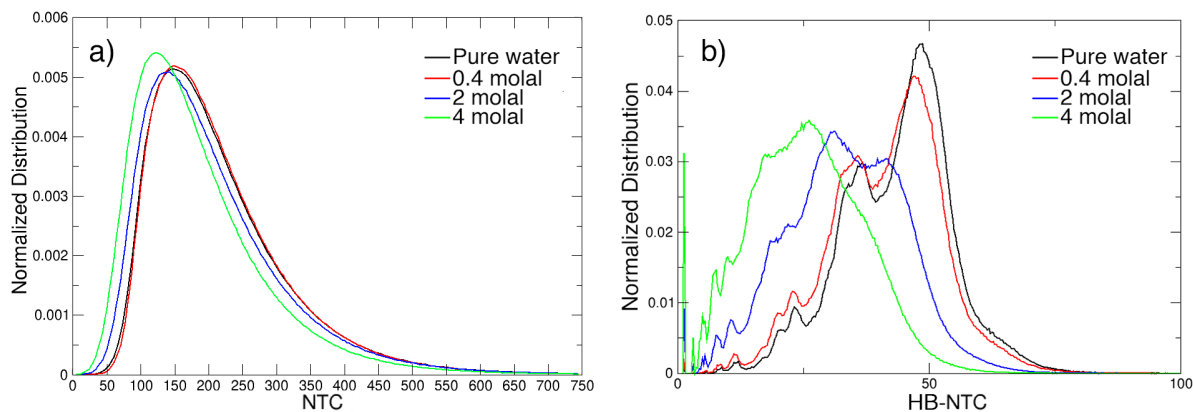 a)
Pure water
0.4 molal
2 molal
4 molal
0.006
0.005
0.004
0.003
0.002
0.001
0
Normalized Distribution
0 50 100 150 200 250 300 350 400 450 500 550 600 650 700 750
NTC
b)
Pure water
0.4 molal
2 molal
4 molal
0.05
0.04
0.03
0.02
0.01
0
Normalized Distribution
0 50 100
HB-NTC